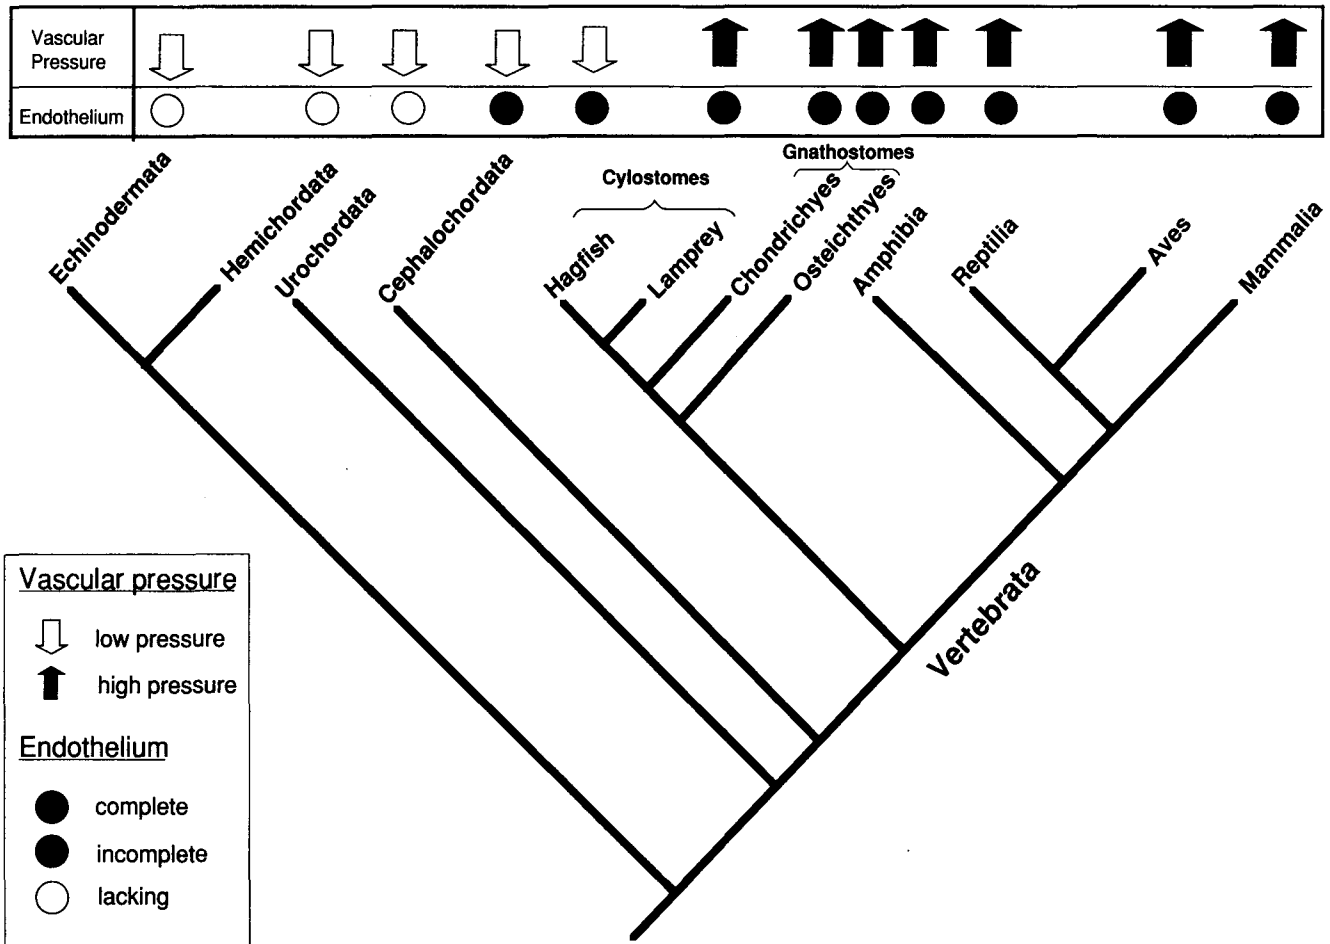 Vascular
Pressure
Endothelium
Gnathostomes
Cylostomes
Echinodermata
Hemichordata
Urochordata
Cephalochordata
Hagfish
Lamprey
Chondrichyes
Osteichthyes
Amphibia
Reptilia
Aves
Mammalia
Vertebrata
Vascular pressure
low pressure
high pressure
Endothelium
complete
incomplete
lacking